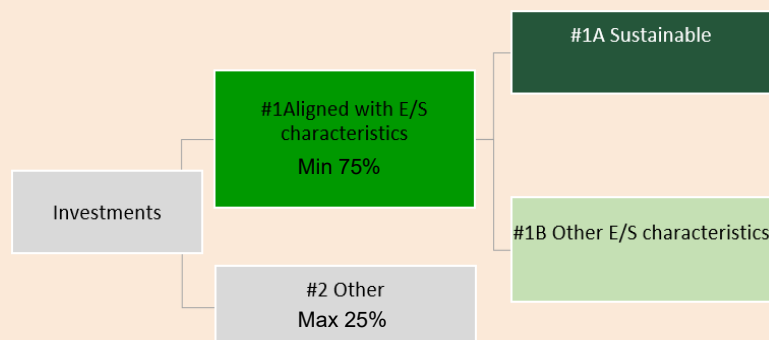 #1A Sustainable
#1Aligned with E/S
characteristics
Min 75%
Investments
#1B Other E/S characteristics
#2 Other
Max 25%